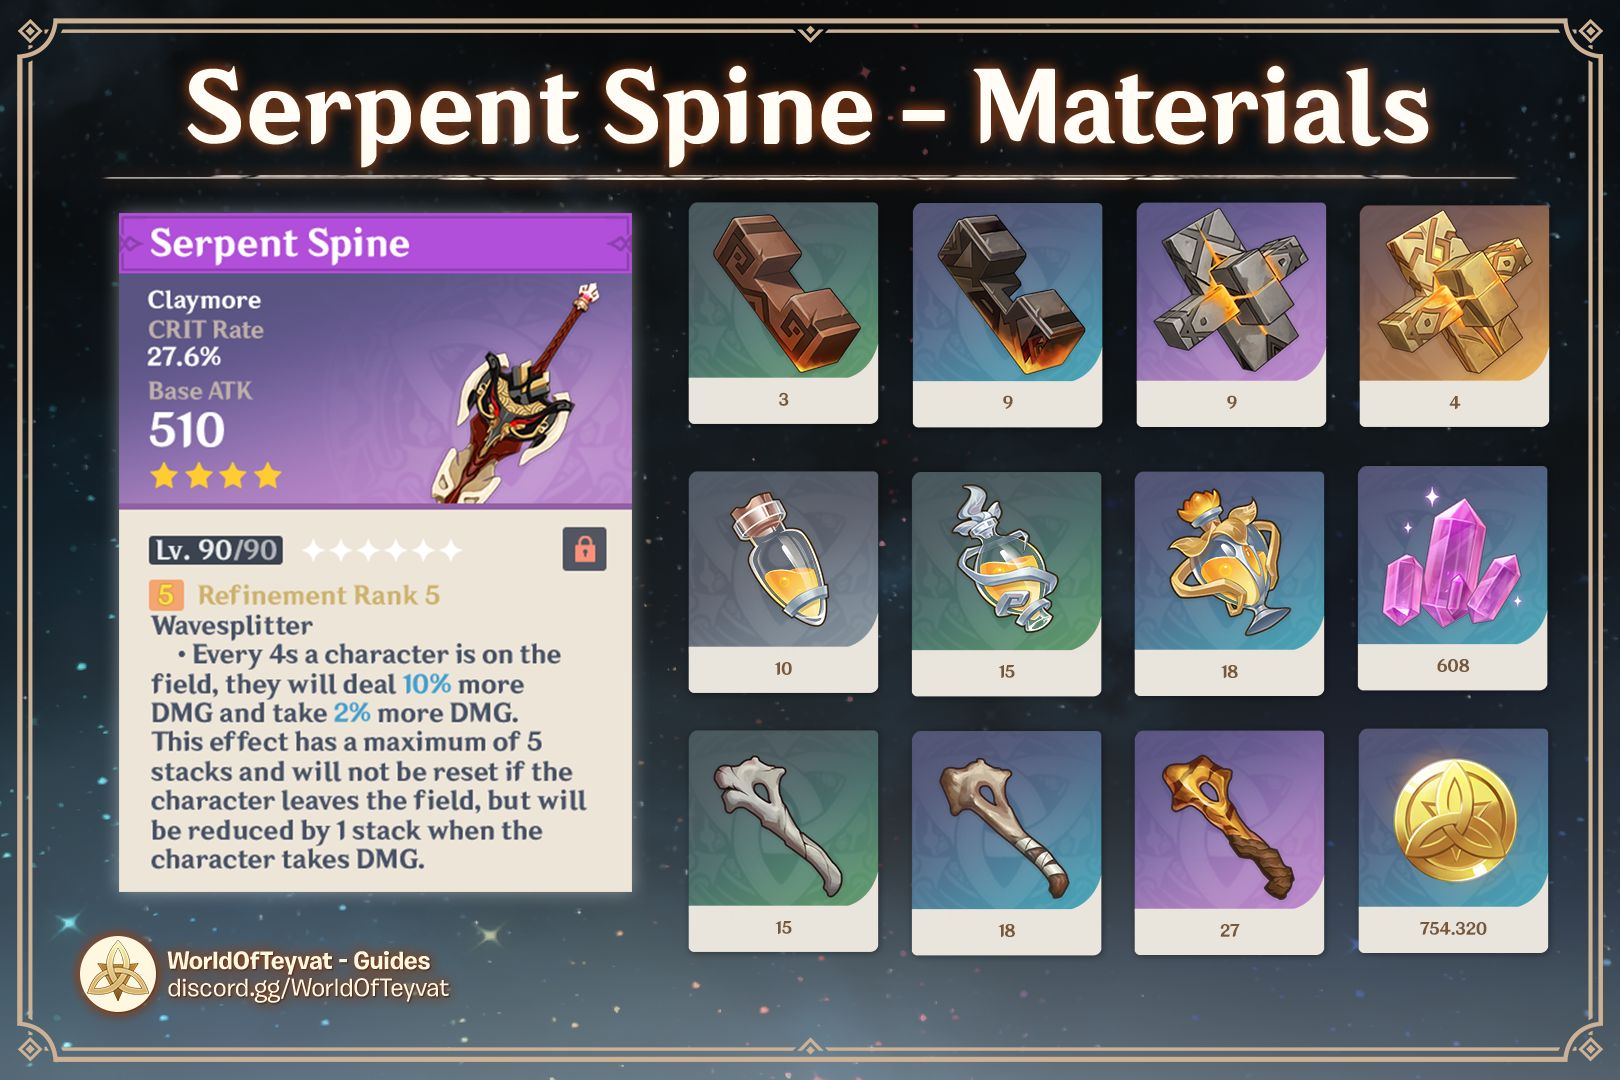 Serpent Spine - Materials
Serpent Spine
Claymore
CRIT Rate
27.6%
Base ATK
510
Lv. 90/90
5 Refinement Rank 5
Wavesplitter
• Every 4s a character is on the
field, they will deal 10% more
DMG and take 2% more DMG.
This effect has a maximum of 5
stacks and will not be reset if the
character leaves the field, but will
be reduced by 1 stack when the
character takes DMG.
3
9
9
4
10
15
18
608
15
18
27
754.320
WorldOfTeyvat - Guides
discord.gg/WorldOfTeyvat